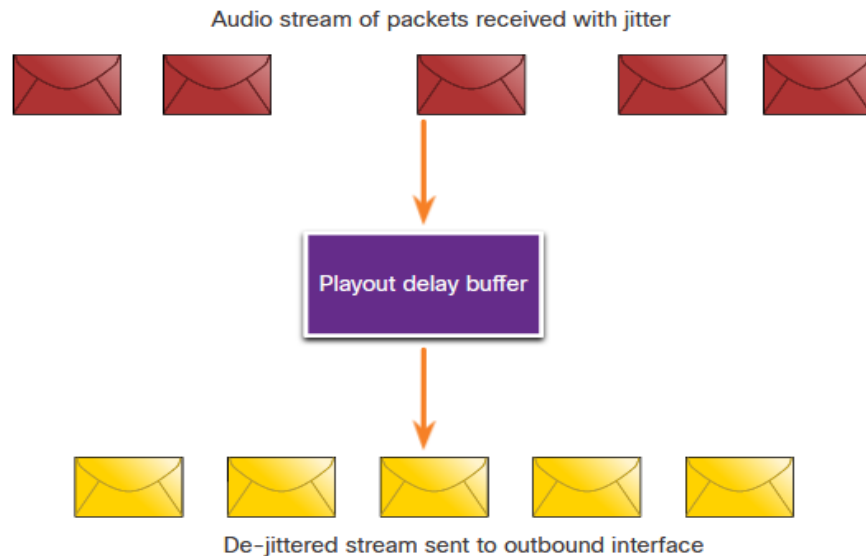 Audio stream of packets received with jitter
Playout delay buffer
De-jittered stream sent to outbound interface